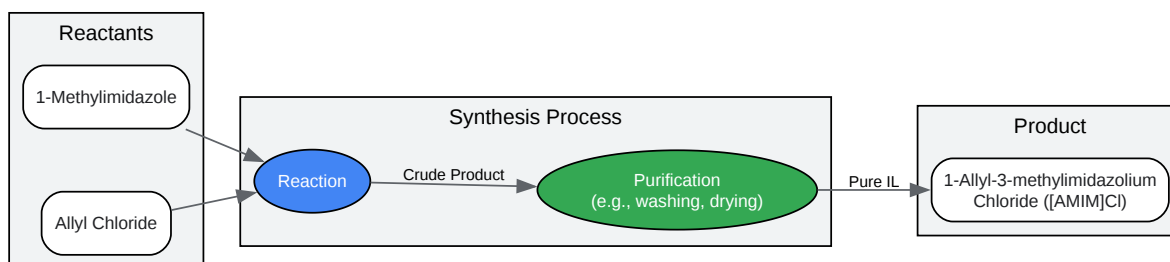 Reactants
1-Methylimidazole
Allyl Chloride
Synthesis Process
Reaction
Crude Product
Purification
(e.g., washing, drying)
Pure IL
Product
1-Allyl-3-methylimidazolium
Chloride ([AMIM]Cl)